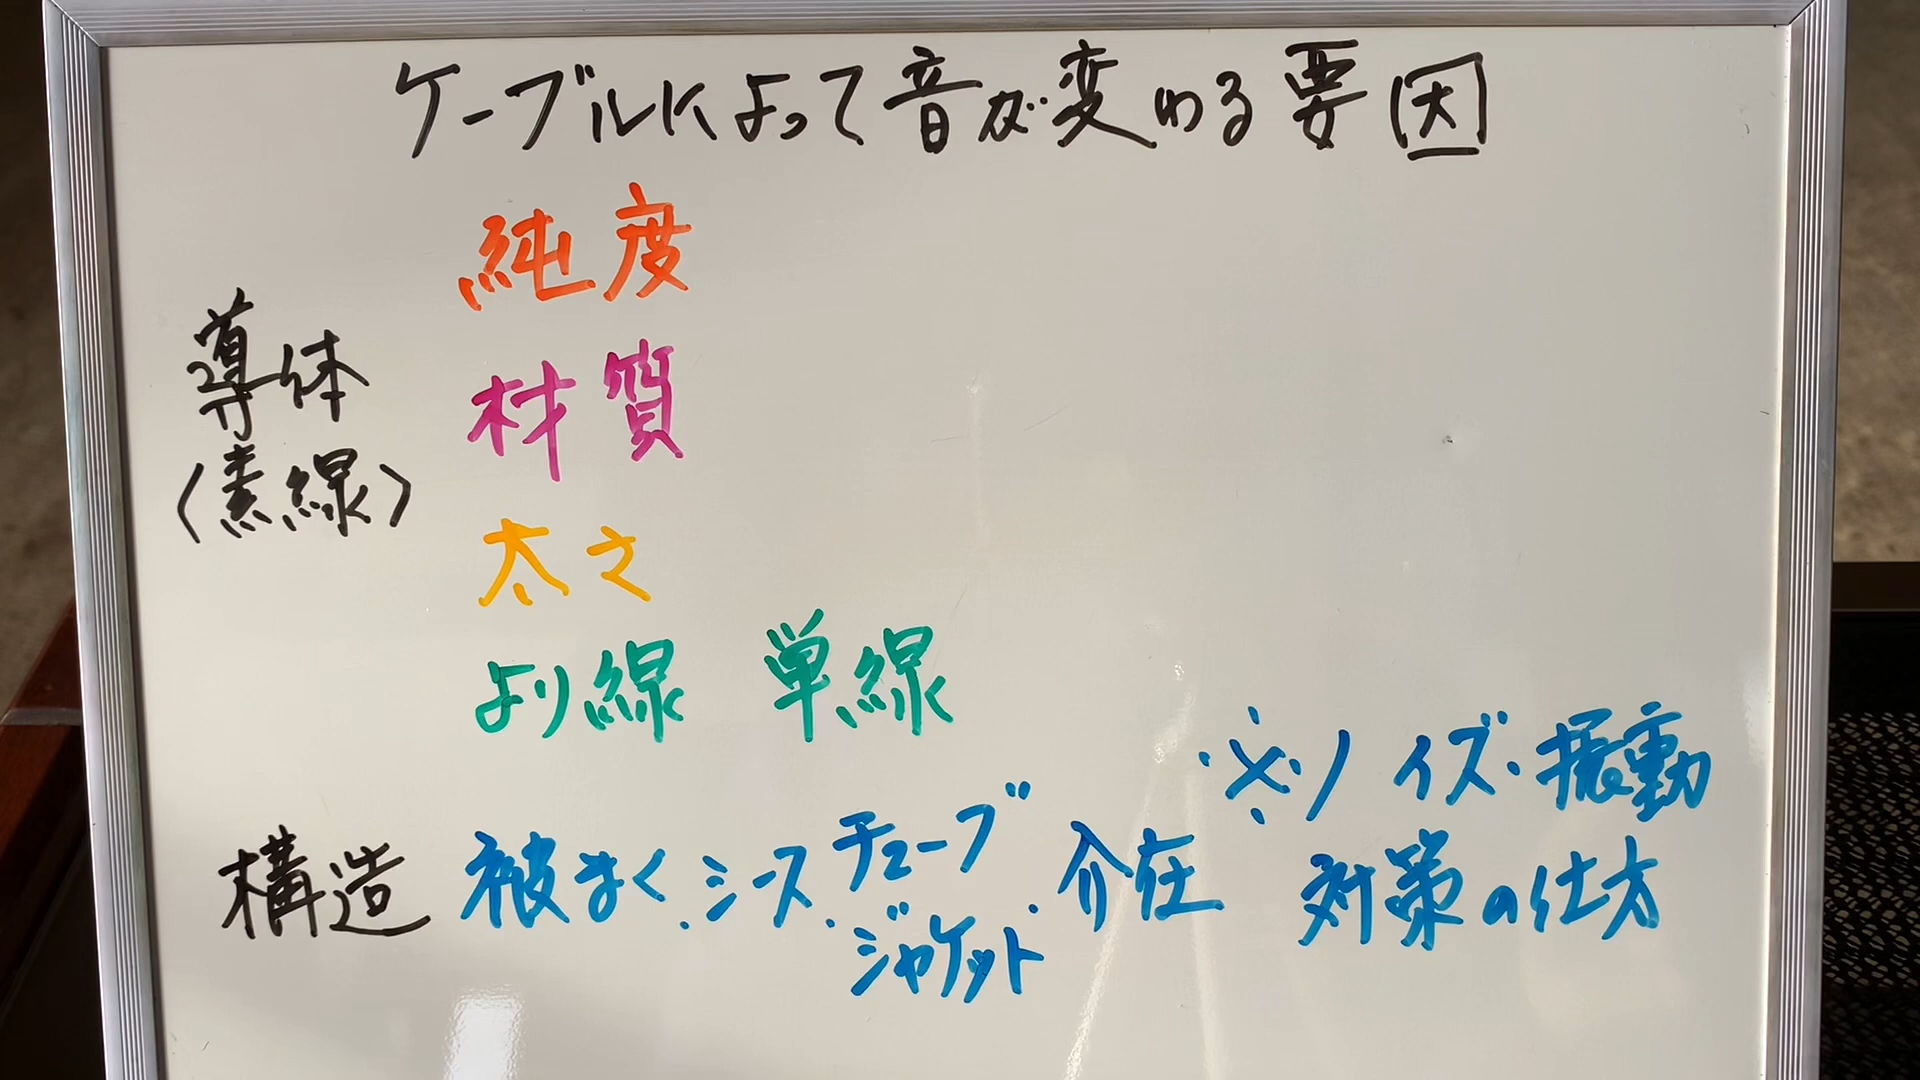 ケーブルによって音が変わる要因
純度
導体
材質
(素線)
太さ
より線 単線
※ノイズ・振動
対策の仕方
構造 被まく・シース・チューブ・介在
ジャケット